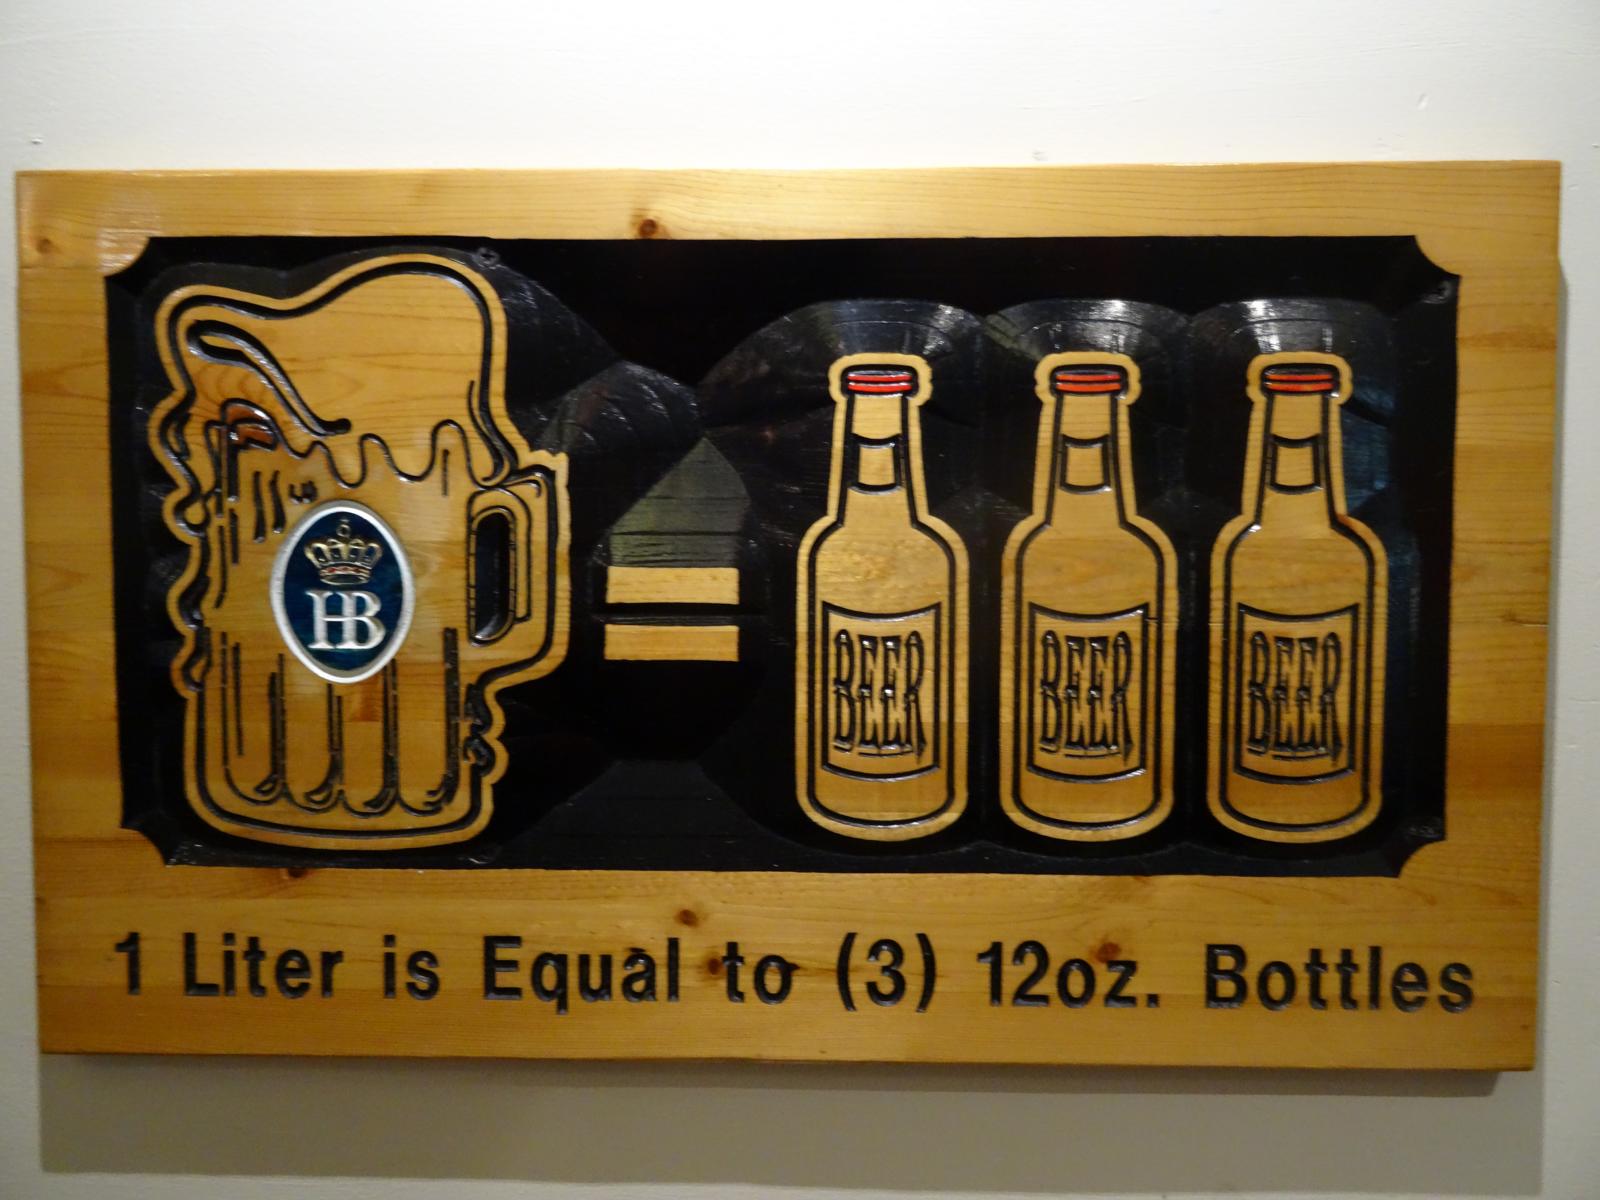 HB
BEER BEER BEER
1 Liter is Equal to (3) 12oz. Bottles